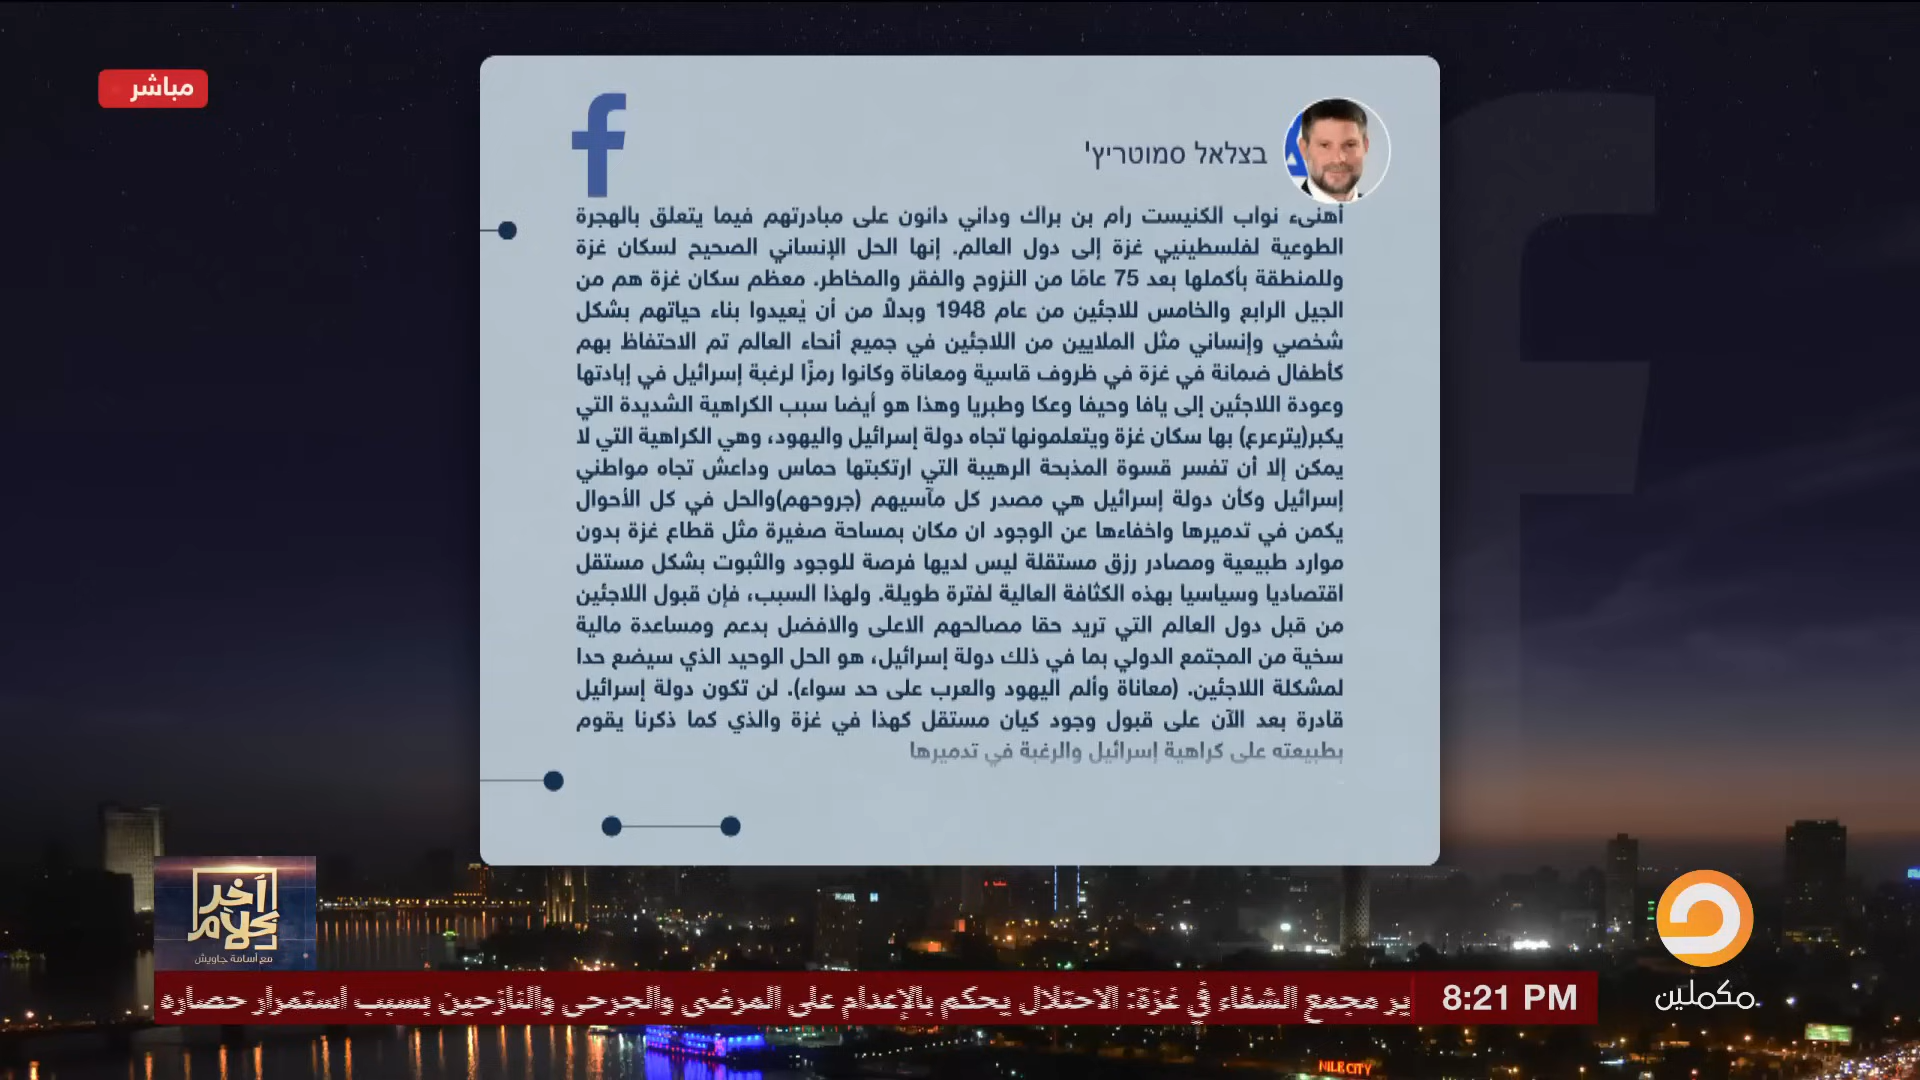 مباشر
בצלאל סמוטריץ'
أهنىء نواب الكنيست رام بن براك وداني دانون على مبادرتهم فيما يتعلق بالهجرة
الطوعية لفلسطينيي غزة إلى دول العالم. إنها الحل الإنساني الصحيح لسكان غزة
وللمنطقة بأكملها بعد 75 عامًا من النزوح والفقر والمخاطر. معظم سكان غزة هم من
الجيل الرابع والخامس للاجئين من عام 1948 وبدلاً من أن يُعيدوا بناء حياتهم بشكل
شخصي وإنساني مثل الملايين من اللاجئين في جميع أنحاء العالم تم الاحتفاظ بهم
كأطفال ضمانة في غزة في ظروف قاسية ومعاناة وكانوا رمزًا لرغبة إسرائيل في إبادتها
وعودة اللاجئين إلى يافا وحيفا وعكا وطبريا وهذا هو أيضا سبب الكراهية الشديدة التي
يكبر(يترعرع) بها سكان غزة ويتعلمونها تجاه دولة إسرائيل واليهود، وهي الكراهية التي لا
يمكن إلا أن تفسر قسوة المذبحة الرهيبة التي ارتكبتها حماس وداعش تجاه مواطني
إسرائيل وكأن دولة إسرائيل هي مصدر كل مآسيهم (جروحهم)والحل في كل الأحوال
يكمن في تدميرها واخفاءها عن الوجود ان مكان بمساحة صغيرة مثل قطاع غزة بدون
موارد طبيعية ومصادر رزق مستقلة ليس لديها فرصة للوجود والثبوت بشكل مستقل
اقتصاديا وسياسيا بهذه الكثافة العالية لفترة طويلة. ولهذا السبب، فإن قبول اللاجئين
من قبل دول العالم التي تريد حقا مصالحهم الاعلى والافضل بدعم ومساعدة مالية
سخية من المجتمع الدولي بما في ذلك دولة إسرائيل، هو الحل الوحيد الذي سيضع حدا
لمشكلة اللاجئين. (معاناة وألم اليهود والعرب على حد سواء). لن تكون دولة إسرائيل
قادرة بعد الآن على قبول وجود كيان مستقل كهذا في غزة والذي كما ذكرنا يقوم
بطبيعته على كراهية إسرائيل والرغبة في تدميرها
آخر
كلام
مع أسامة جاويش
ير مجمع الشفاء في غزة: الاحتلال يحكم بالإعدام على المرضى والجرحى والنازحين بسبب استمرار حصاره
8:21 PM
مكملين
NILE CITY